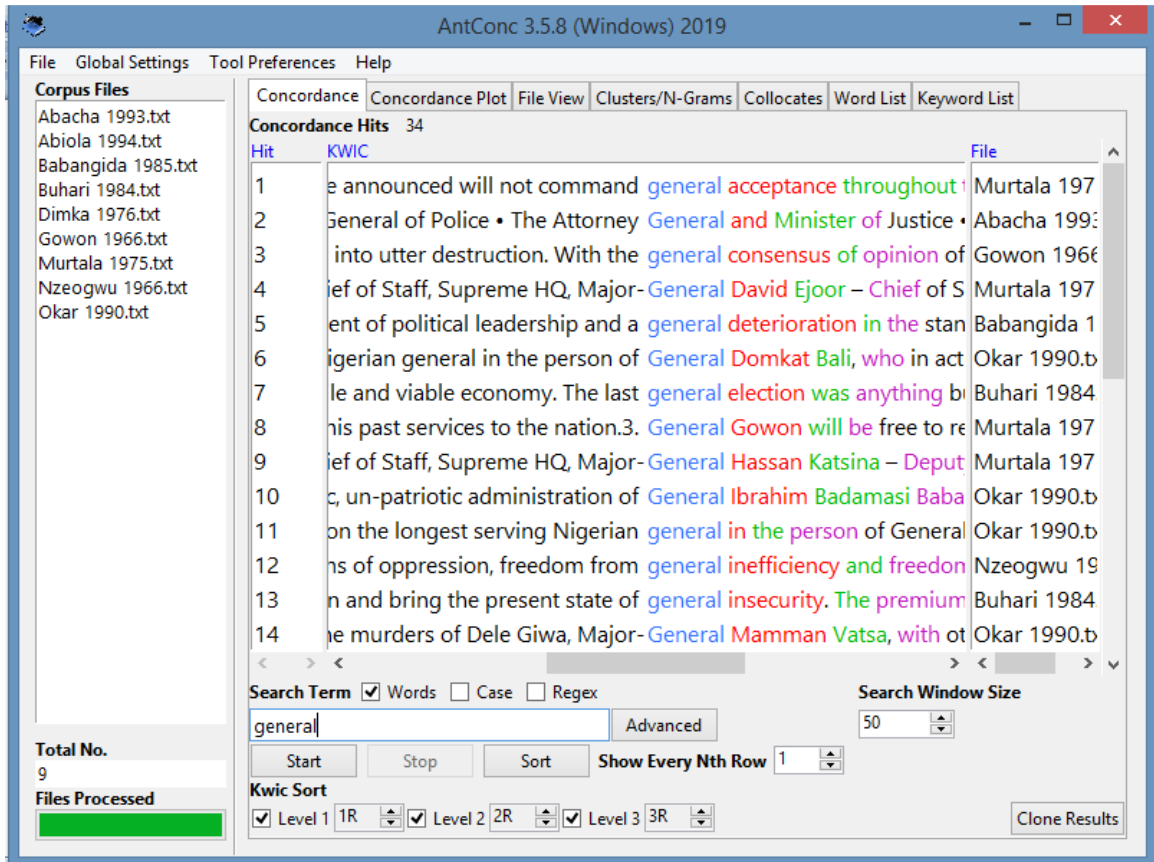 AntConc 3.5.8 (Windows) 2019
File Global Settings Tool Preferences Help
Corpus Files
Abacha 1993.txt
Abiola 1994.txt
Babangida 1985.txt
Buhari 1984.txt
Dimka 1976.txt
Gowon 1966.txt
Murtala 1975.txt
Nzeogwu 1966.txt
Okar 1990.txt
Total No.
9
Files Processed
Concordance Concordance Plot File View Clusters/N-Grams Collocates Word List Keyword List
Concordance Hits 34
Hit KWIC File
1 e announced will not command general acceptance throughout Murtala 197
2 General of Police • The Attorney General and Minister of Justice • Abacha 1993
3 into utter destruction. With the general consensus of opinion of Gowon 1966
4 ief of Staff, Supreme HQ, Major-General David Ejoor – Chief of S Murtala 197
5 ent of political leadership and a general deterioration in the stan Babangida 1
6 igerian general in the person of General Domkat Bali, who in act Okar 1990.tx
7 le and viable economy. The last general election was anything bu Buhari 1984.
8 his past services to the nation.3. General Gowon will be free to re Murtala 197
9 ief of Staff, Supreme HQ, Major-General Hassan Katsina – Deput Murtala 197
10 c, un-patriotic administration of General Ibrahim Badamasi Baba Okar 1990.tx
11 on the longest serving Nigerian general in the person of General Okar 1990.tx
12 ns of oppression, freedom from general inefficiency and freedom Nzeogwu 19
13 n and bring the present state of general insecurity. The premium Buhari 1984.
14 he murders of Dele Giwa, Major-General Mamman Vatsa, with ot Okar 1990.tx
Search Term Words Case Regex Search Window Size
general Advanced 50
Start Stop Sort Show Every Nth Row 1
Kwic Sort
Level 1 1R Level 2 2R Level 3 3R Clone Results